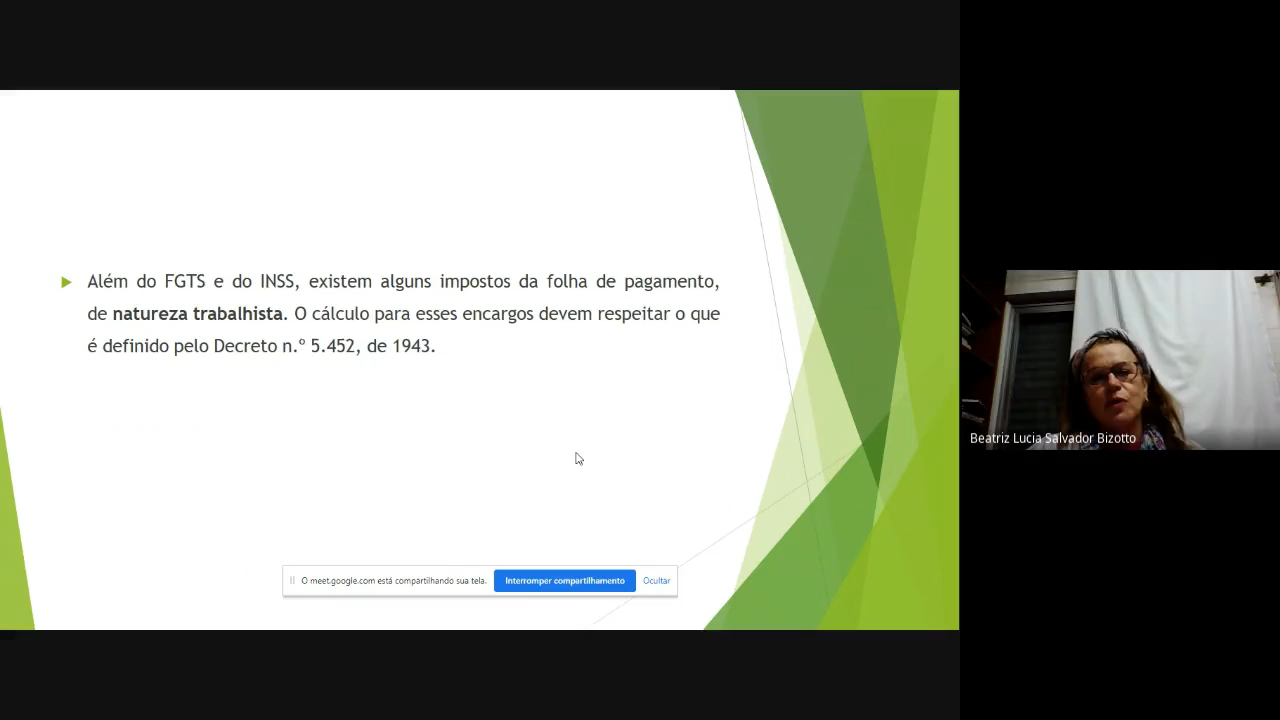 Além do FGTS e do INSS, existem alguns impostos da folha de pagamento,
de natureza trabalhista. O cálculo para esses encargos devem respeitar o que
é definido pelo Decreto n.º 5.452, de 1943.
Beatriz Lucia Salvador Bizotto
O meet.google.com está compartilhando sua tela. Interromper compartilhamento Ocultar